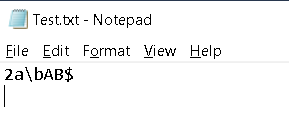 Test.txt - Notepad
File Edit Format View Help
2a\bAB$